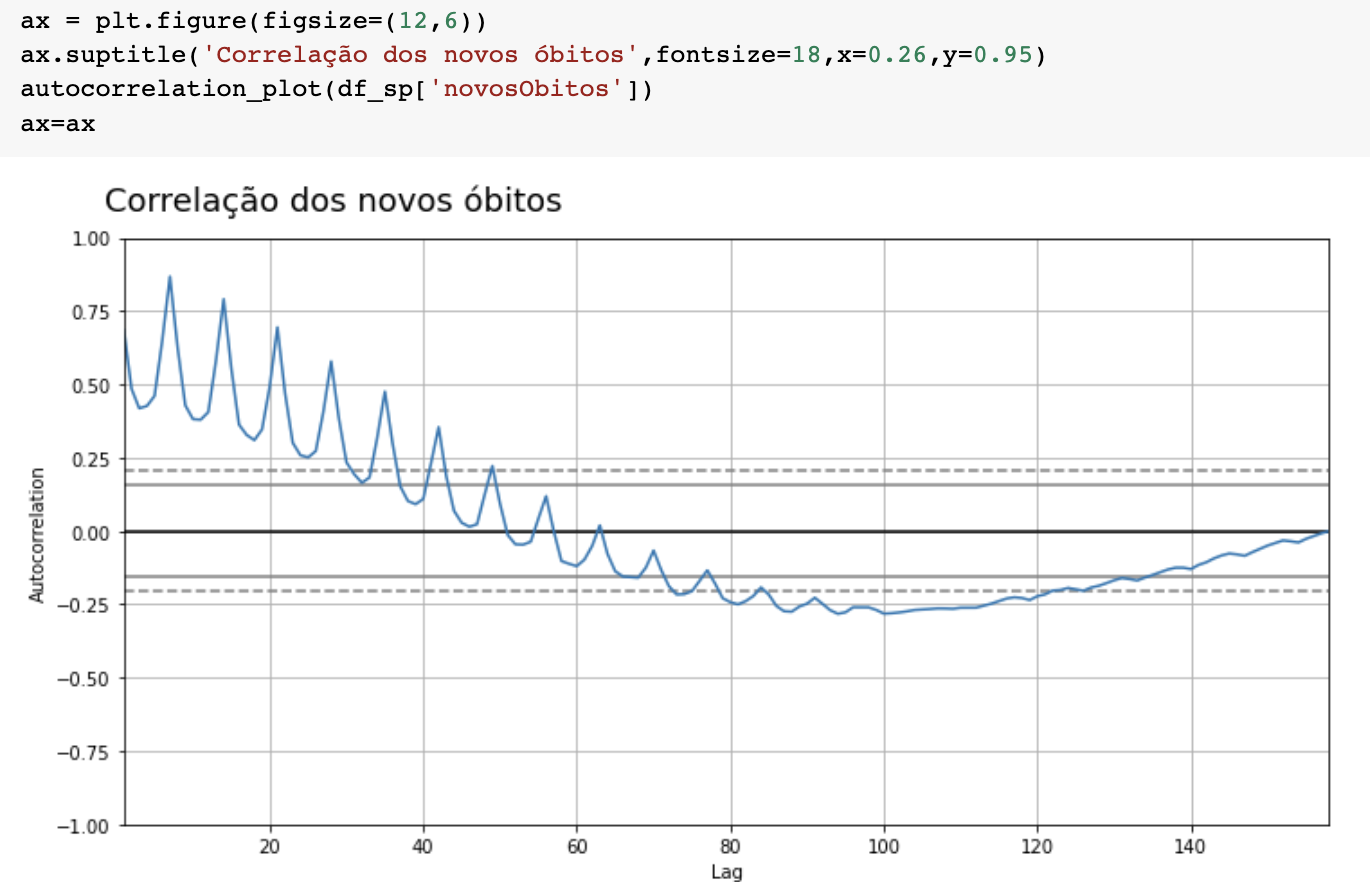 ax = plt.figure(figsize=(12,6))
ax.suptitle('Correlação dos novos óbitos',fontsize=18,x=0.26,y=0.95)
autocorrelation_plot(df_sp['novosObitos'])
ax=ax
Correlação dos novos óbitos
1.00
0.75
0.50
0.25
0.00
−0.25
−0.50
−0.75
−1.00
Autocorrelation
20 40 60 80 100 120 140
Lag